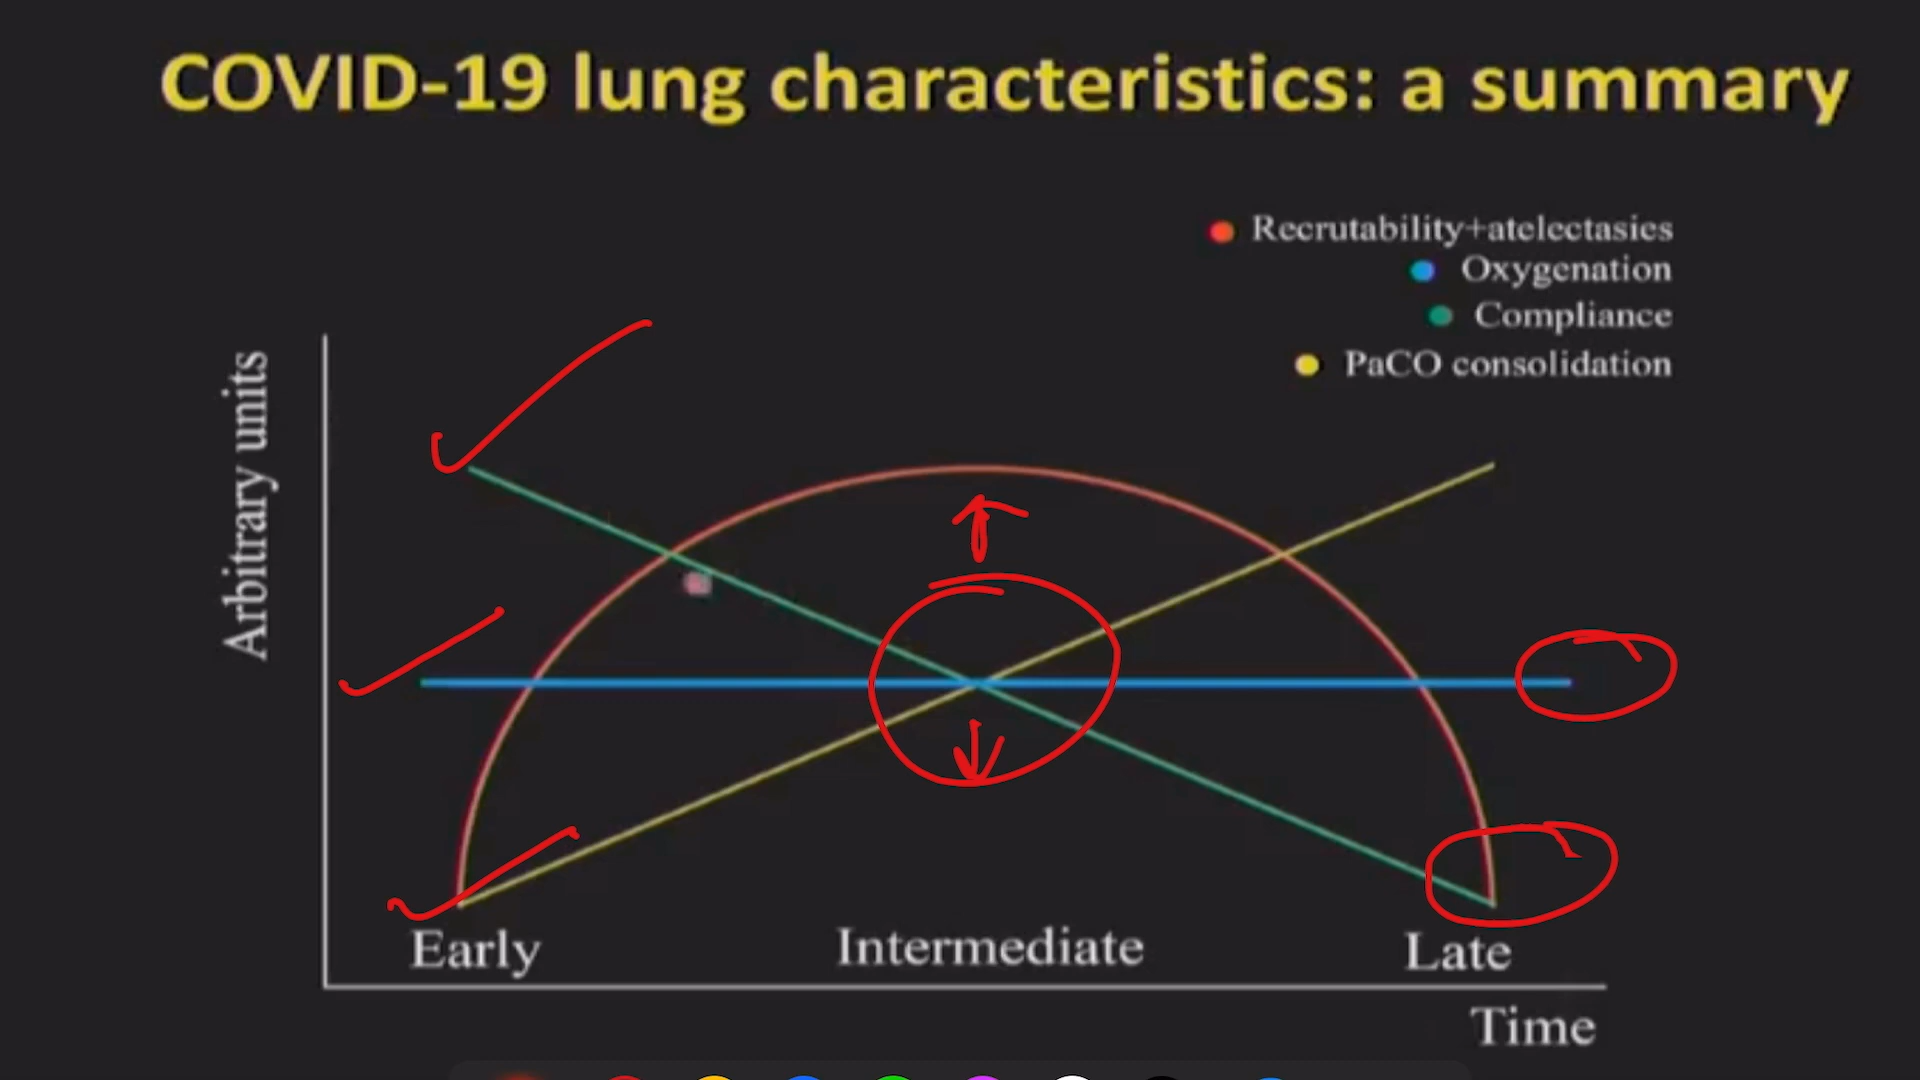 COVID-19 lung characteristics: a summary
Recrutability+atelectasies
Oxygenation
Compliance
PaCO consolidation
Arbitrary units
Early
Intermediate
Late
Time